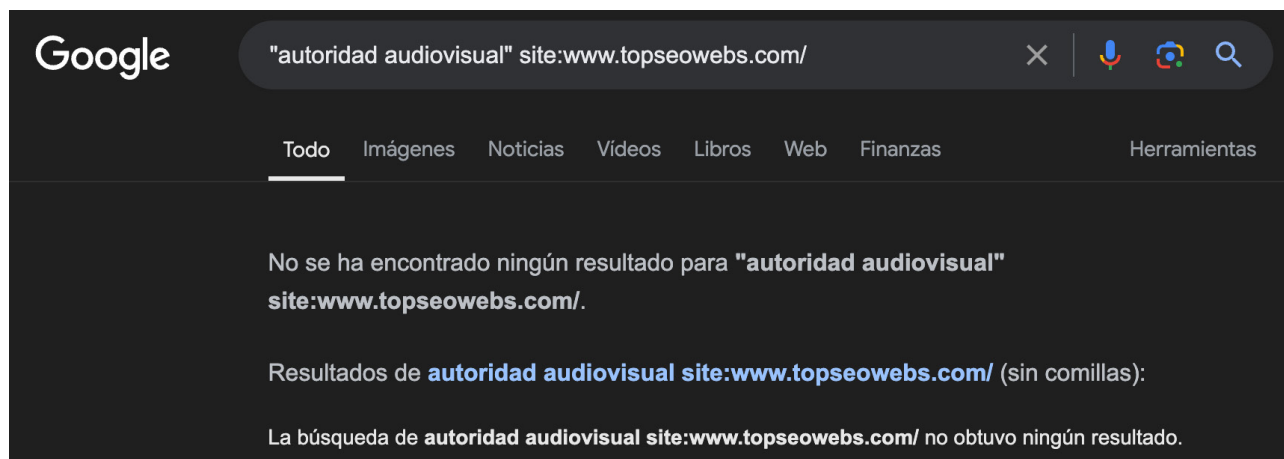 Google
"autoridad audiovisual" site:www.topseowebs.com/
Todo Imágenes Noticias Vídeos Libros Web Finanzas Herramientas
No se ha encontrado ningún resultado para "autoridad audiovisual"
site:www.topseowebs.com/.
Resultados de autoridad audiovisual site:www.topseowebs.com/ (sin comillas):
La búsqueda de autoridad audiovisual site:www.topseowebs.com/ no obtuvo ningún resultado.